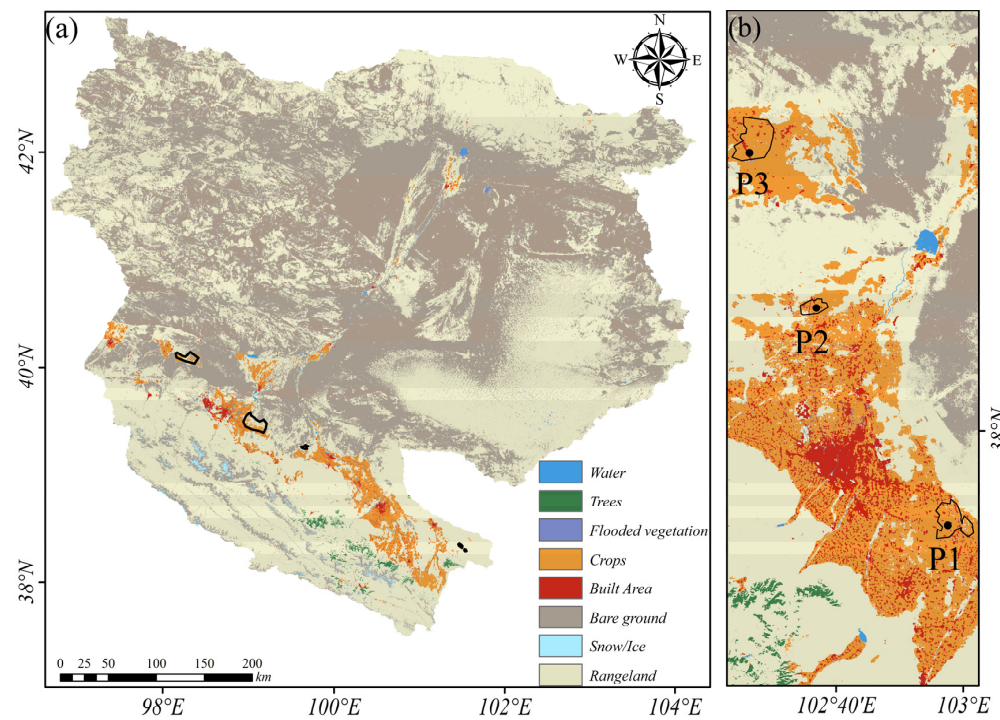 (a)
N
W E
S
42°N
40°N
38°N
Water
Trees
Flooded vegetation
Crops
Built Area
Bare ground
Snow/Ice
Rangeland
0 25 50 100 150 200
km
98°E 100°E 102°E 104°E
(b)
P3
P2
P1
38°N
102°40'E 103°E